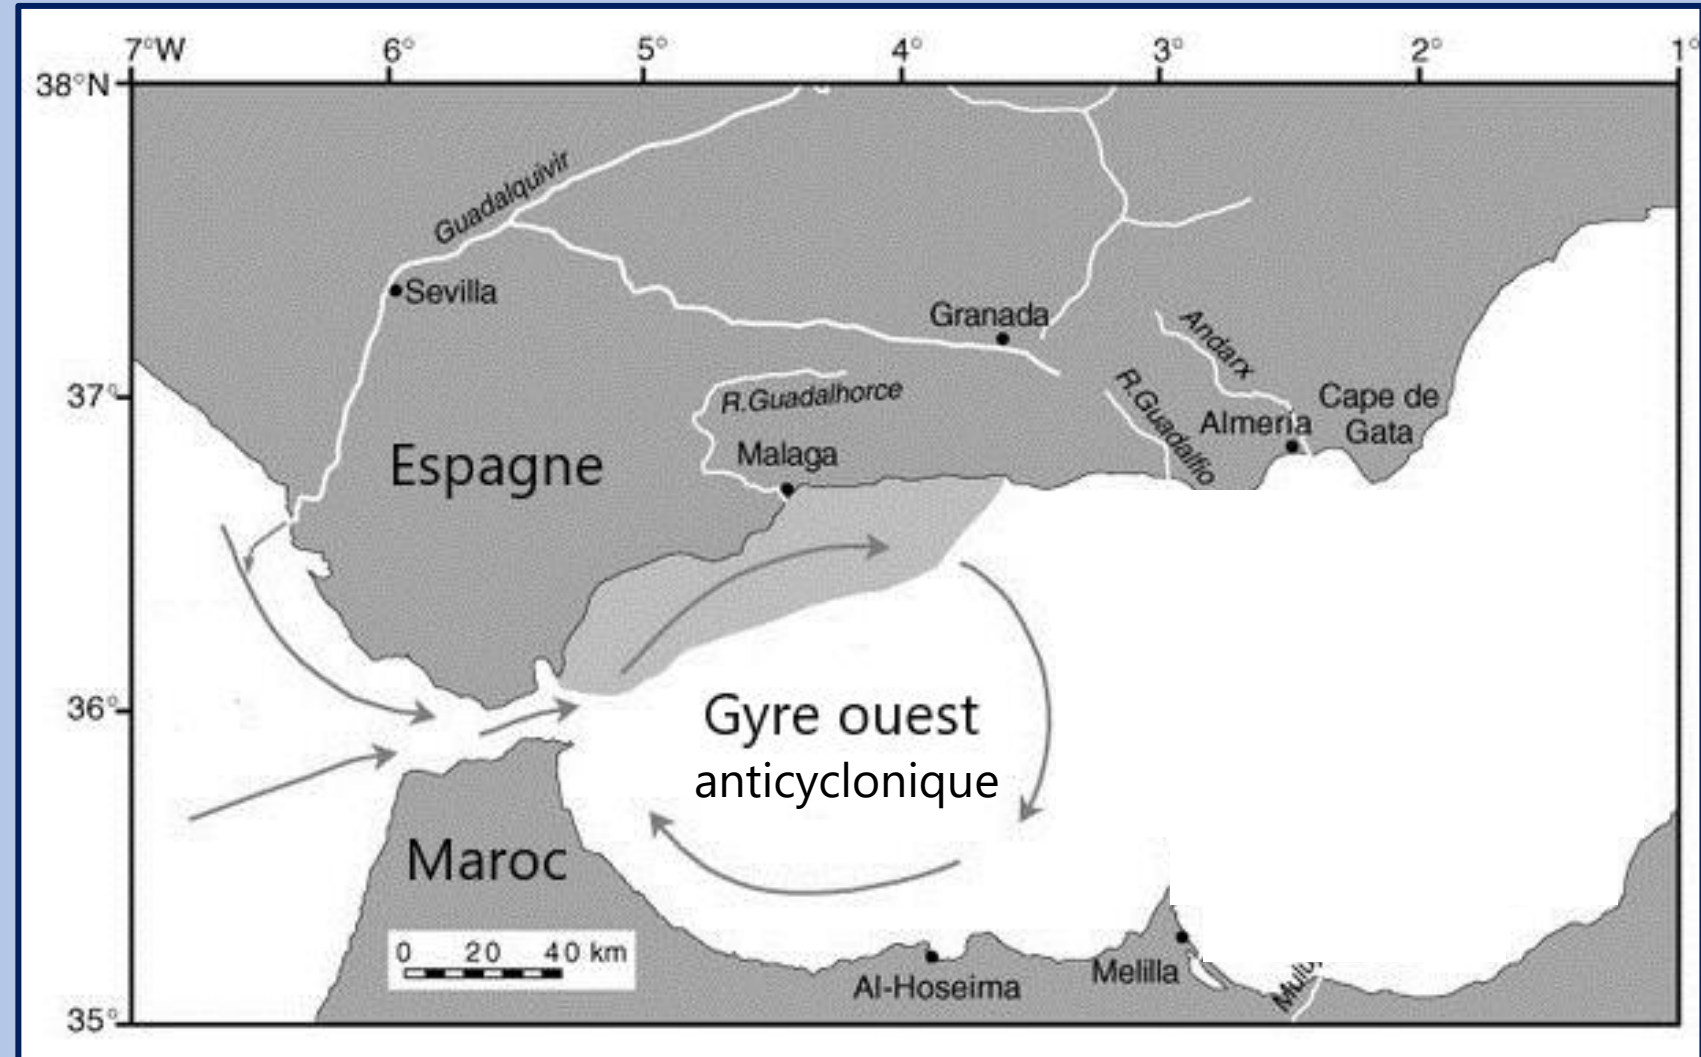 7°W 6° 5° 4° 3° 2° 1°
38°N
Guadalquivir
Sevilla
Granada
Andarx
37°
R.Guadalhorce
R.Guadalfio
Cape de
Gata
Almeria
Malaga
Espagne
36°
Gyre ouest
anticyclonique
Maroc
0 20 40 km
Al-Hoseima
Melilla
35°